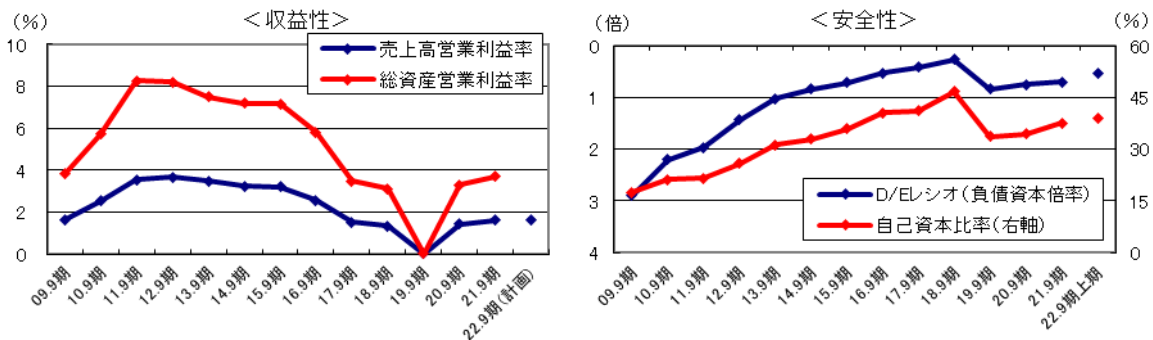 ＜収益性＞
（％）
10
8
6
4
2
0
売上高営業利益率
総資産営業利益率
09.9期
10.9期
11.9期
12.9期
13.9期
14.9期
15.9期
16.9期
17.9期
18.9期
19.9期
20.9期
21.9期
22.9期（計画）
＜安全性＞
（倍）
（％）
0
1
2
3
4
60
45
30
15
0
D/Eレシオ（負債資本倍率）
自己資本比率（右軸）
09.9期
10.9期
11.9期
12.9期
13.9期
14.9期
15.9期
16.9期
17.9期
18.9期
19.9期
20.9期
21.9期
22.9期上期